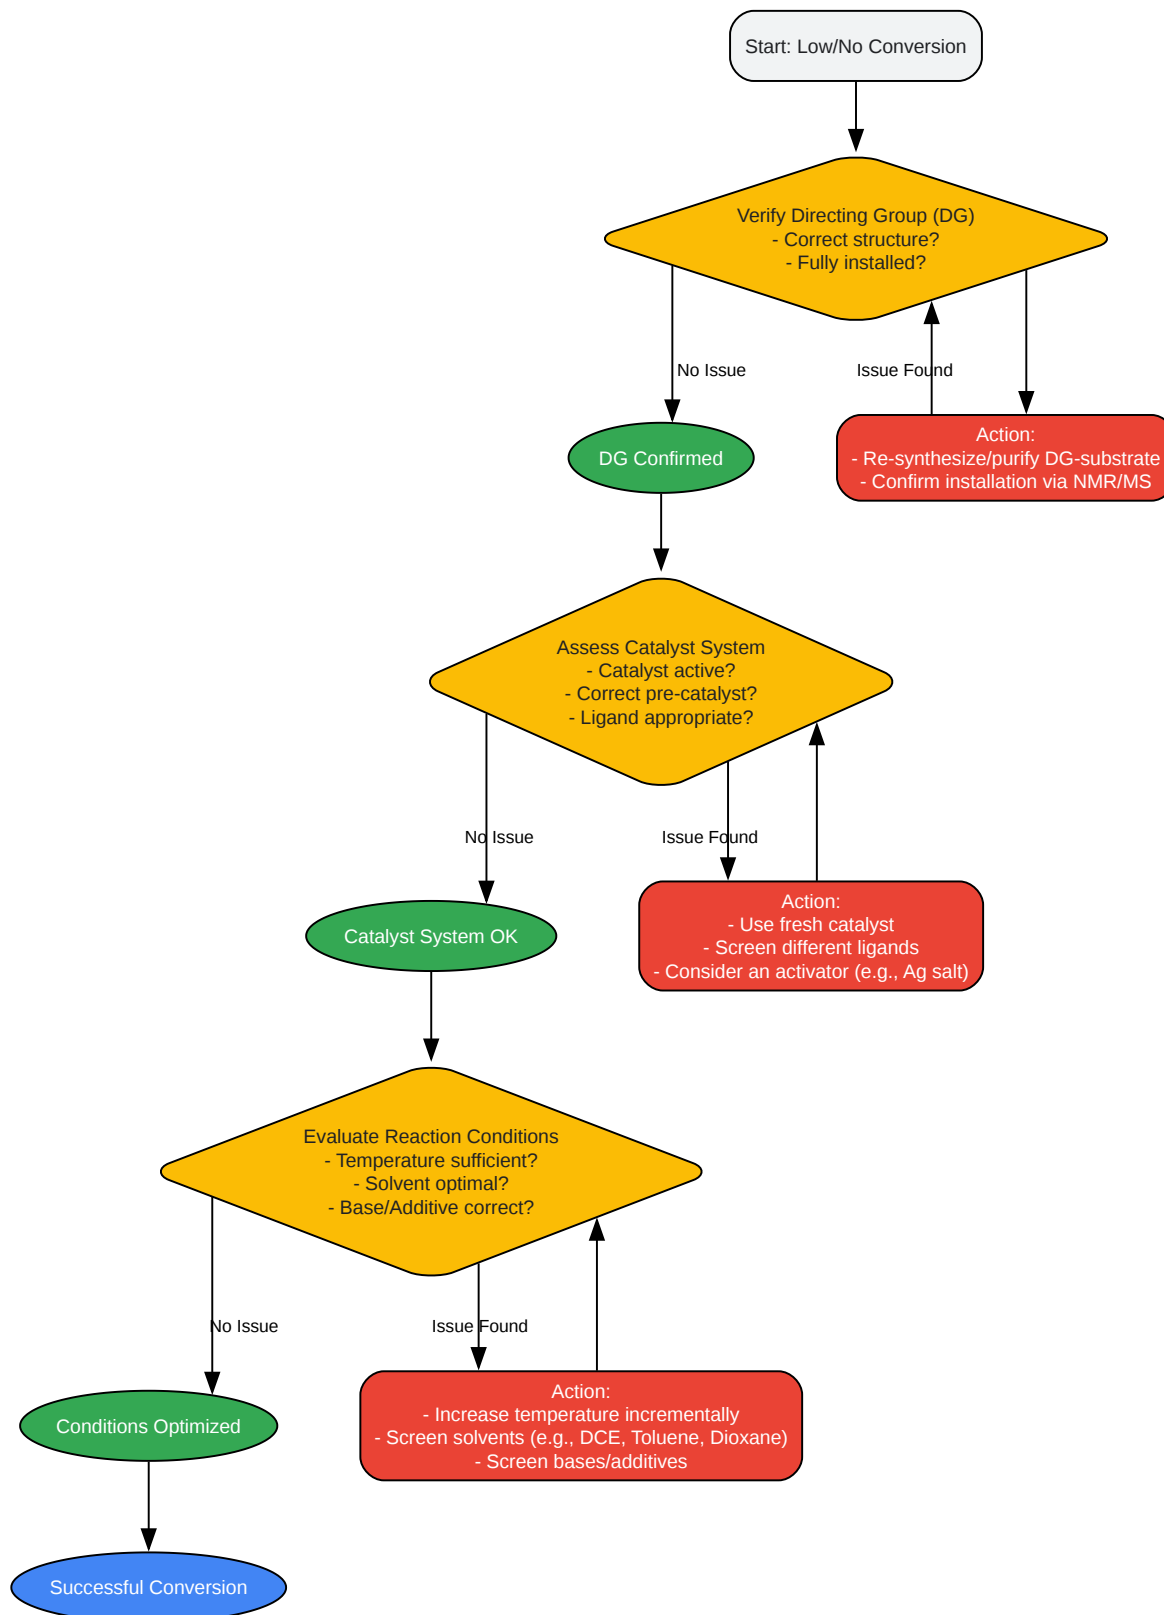 Start: Low/No Conversion
Verify Directing Group (DG)
- Correct structure?
- Fully installed?
No Issue
Issue Found
DG Confirmed
Action:
- Re-synthesize/purify DG-substrate
- Confirm installation via NMR/MS
Assess Catalyst System
- Catalyst active?
- Correct pre-catalyst?
- Ligand appropriate?
No Issue
Issue Found
Catalyst System OK
Action:
- Use fresh catalyst
- Screen different ligands
- Consider an activator (e.g., Ag salt)
Evaluate Reaction Conditions
- Temperature sufficient?
- Solvent optimal?
- Base/Additive correct?
No Issue
Issue Found
Conditions Optimized
Action:
- Increase temperature incrementally
- Screen solvents (e.g., DCE, Toluene, Dioxane)
- Screen bases/additives
Successful Conversion